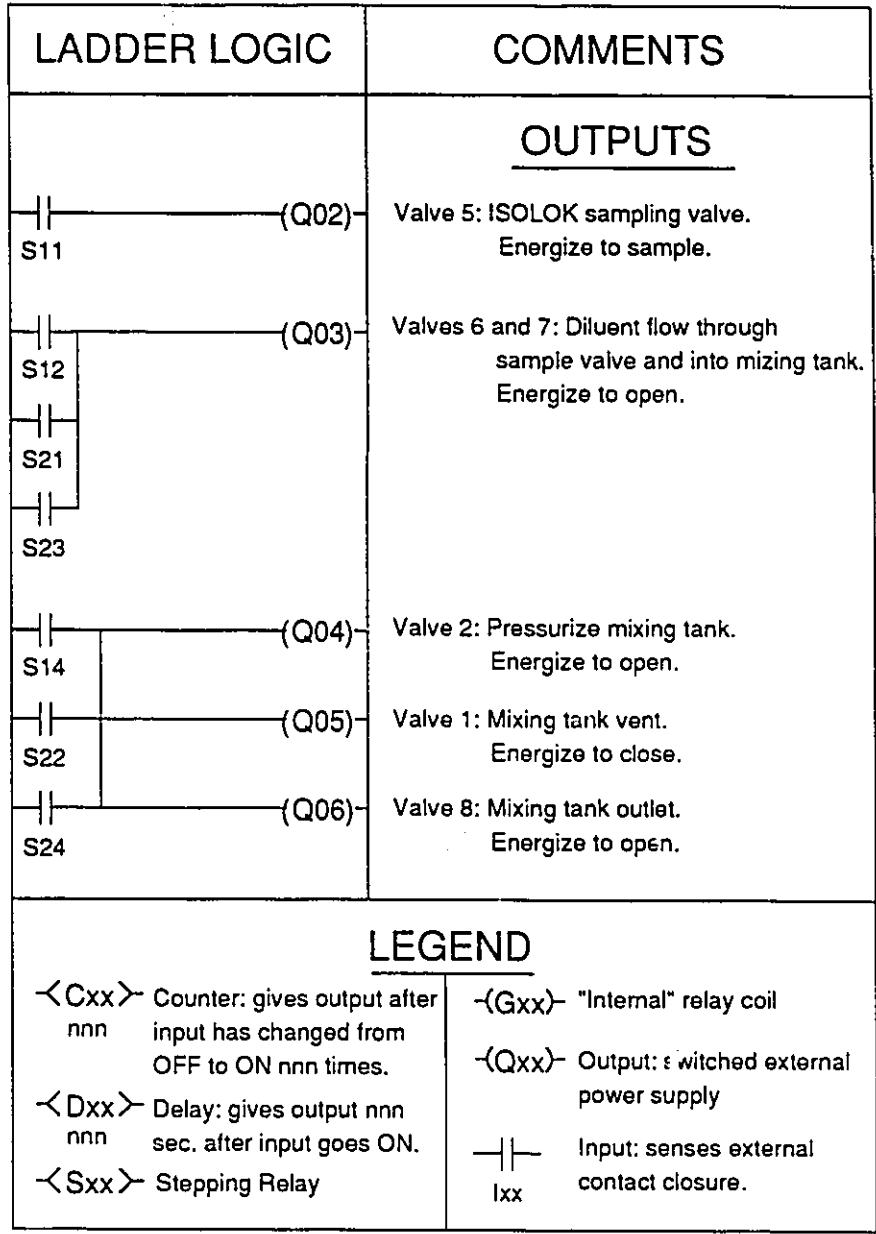 LADDER LOGIC
COMMENTS
OUTPUTS
S11
(Q02)
Valve 5: ISOLOK sampling valve.
Energize to sample.
S12
(Q03)
Valves 6 and 7: Diluent flow through
sample valve and into mizing tank.
Energize to open.
S21
S23
S14
(Q04)
Valve 2: Pressurize mixing tank.
Energize to open.
S22
(Q05)
Valve 1: Mixing tank vent.
Energize to close.
S24
(Q06)
Valve 8: Mixing tank outlet.
Energize to open.
LEGEND
<Cxx> Counter: gives output after
nnn input has changed from
OFF to ON nnn times.
<Dxx> Delay: gives output nnn
nnn sec. after input goes ON.
<Sxx> Stepping Relay
(Gxx) "Internal" relay coil
(Qxx) Output: switched external
power supply
Input: senses external
Ixx contact closure.